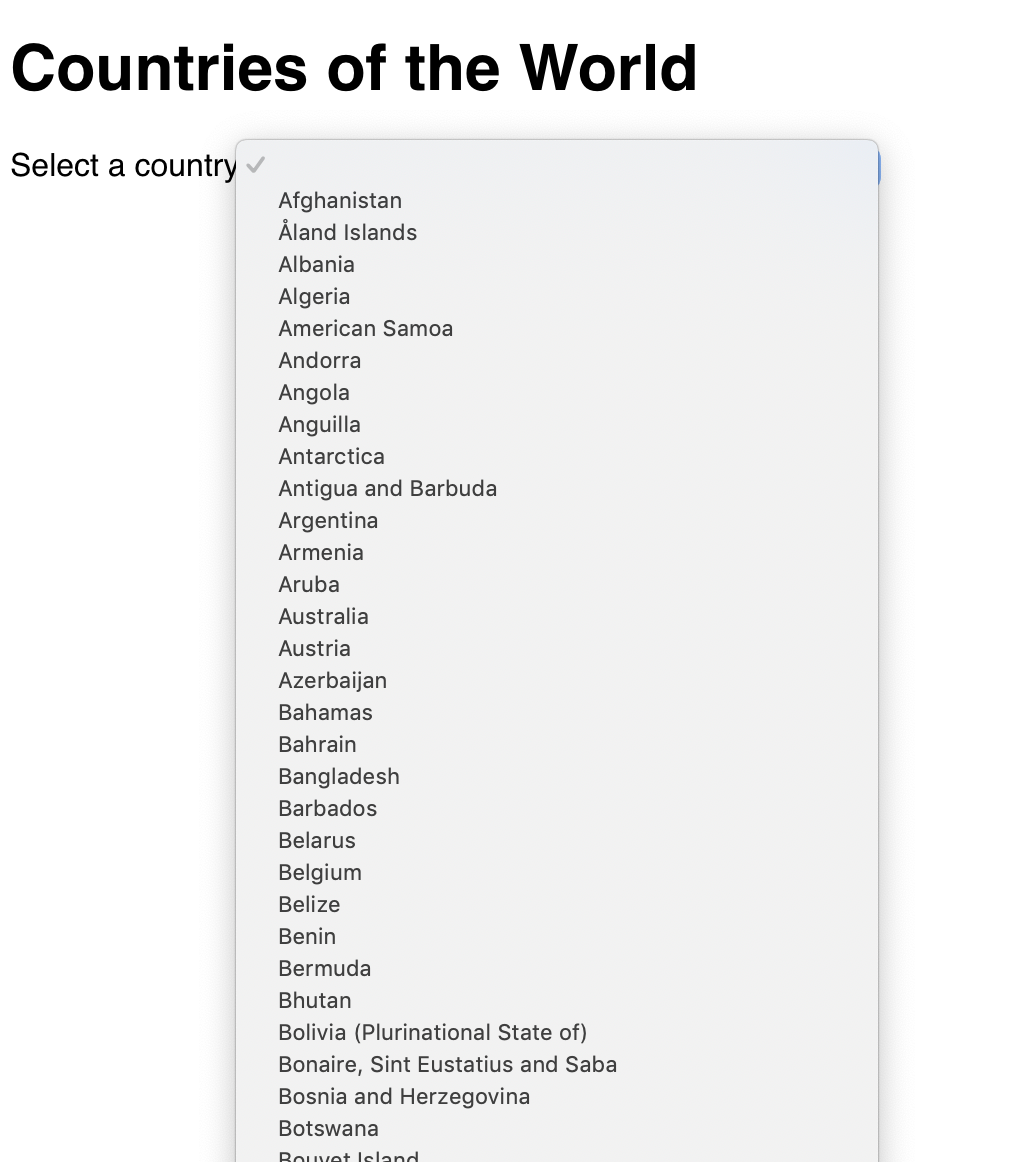 Countries of the World
Select a country
Afghanistan
Åland Islands
Albania
Algeria
American Samoa
Andorra
Angola
Anguilla
Antarctica
Antigua and Barbuda
Argentina
Armenia
Aruba
Australia
Austria
Azerbaijan
Bahamas
Bahrain
Bangladesh
Barbados
Belarus
Belgium
Belize
Benin
Bermuda
Bhutan
Bolivia (Plurinational State of)
Bonaire, Sint Eustatius and Saba
Bosnia and Herzegovina
Botswana
Bouvet Island